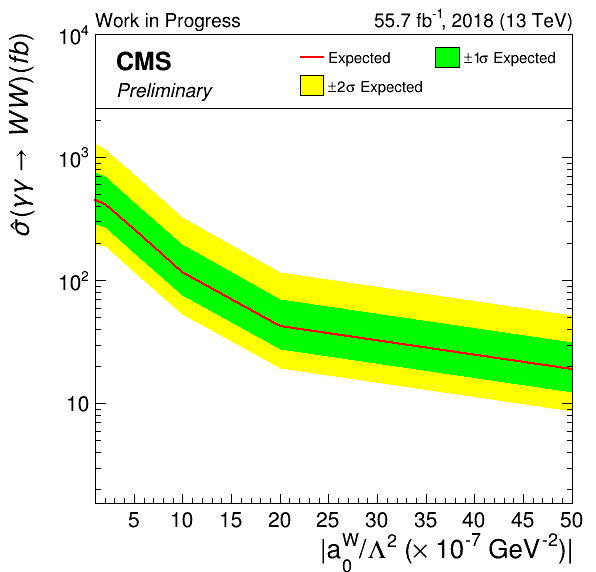 Work in Progress 55.7 fb⁻¹, 2018 (13 TeV)
CMS
Preliminary
Expected ±1σ Expected
±2σ Expected
σ̂(γγ → WW)(fb)
10⁴
10³
10²
10
5 10 15 20 25 30 35 40 45 50
|a₀ᵂ/Λ² (× 10⁻⁷ GeV⁻²)|